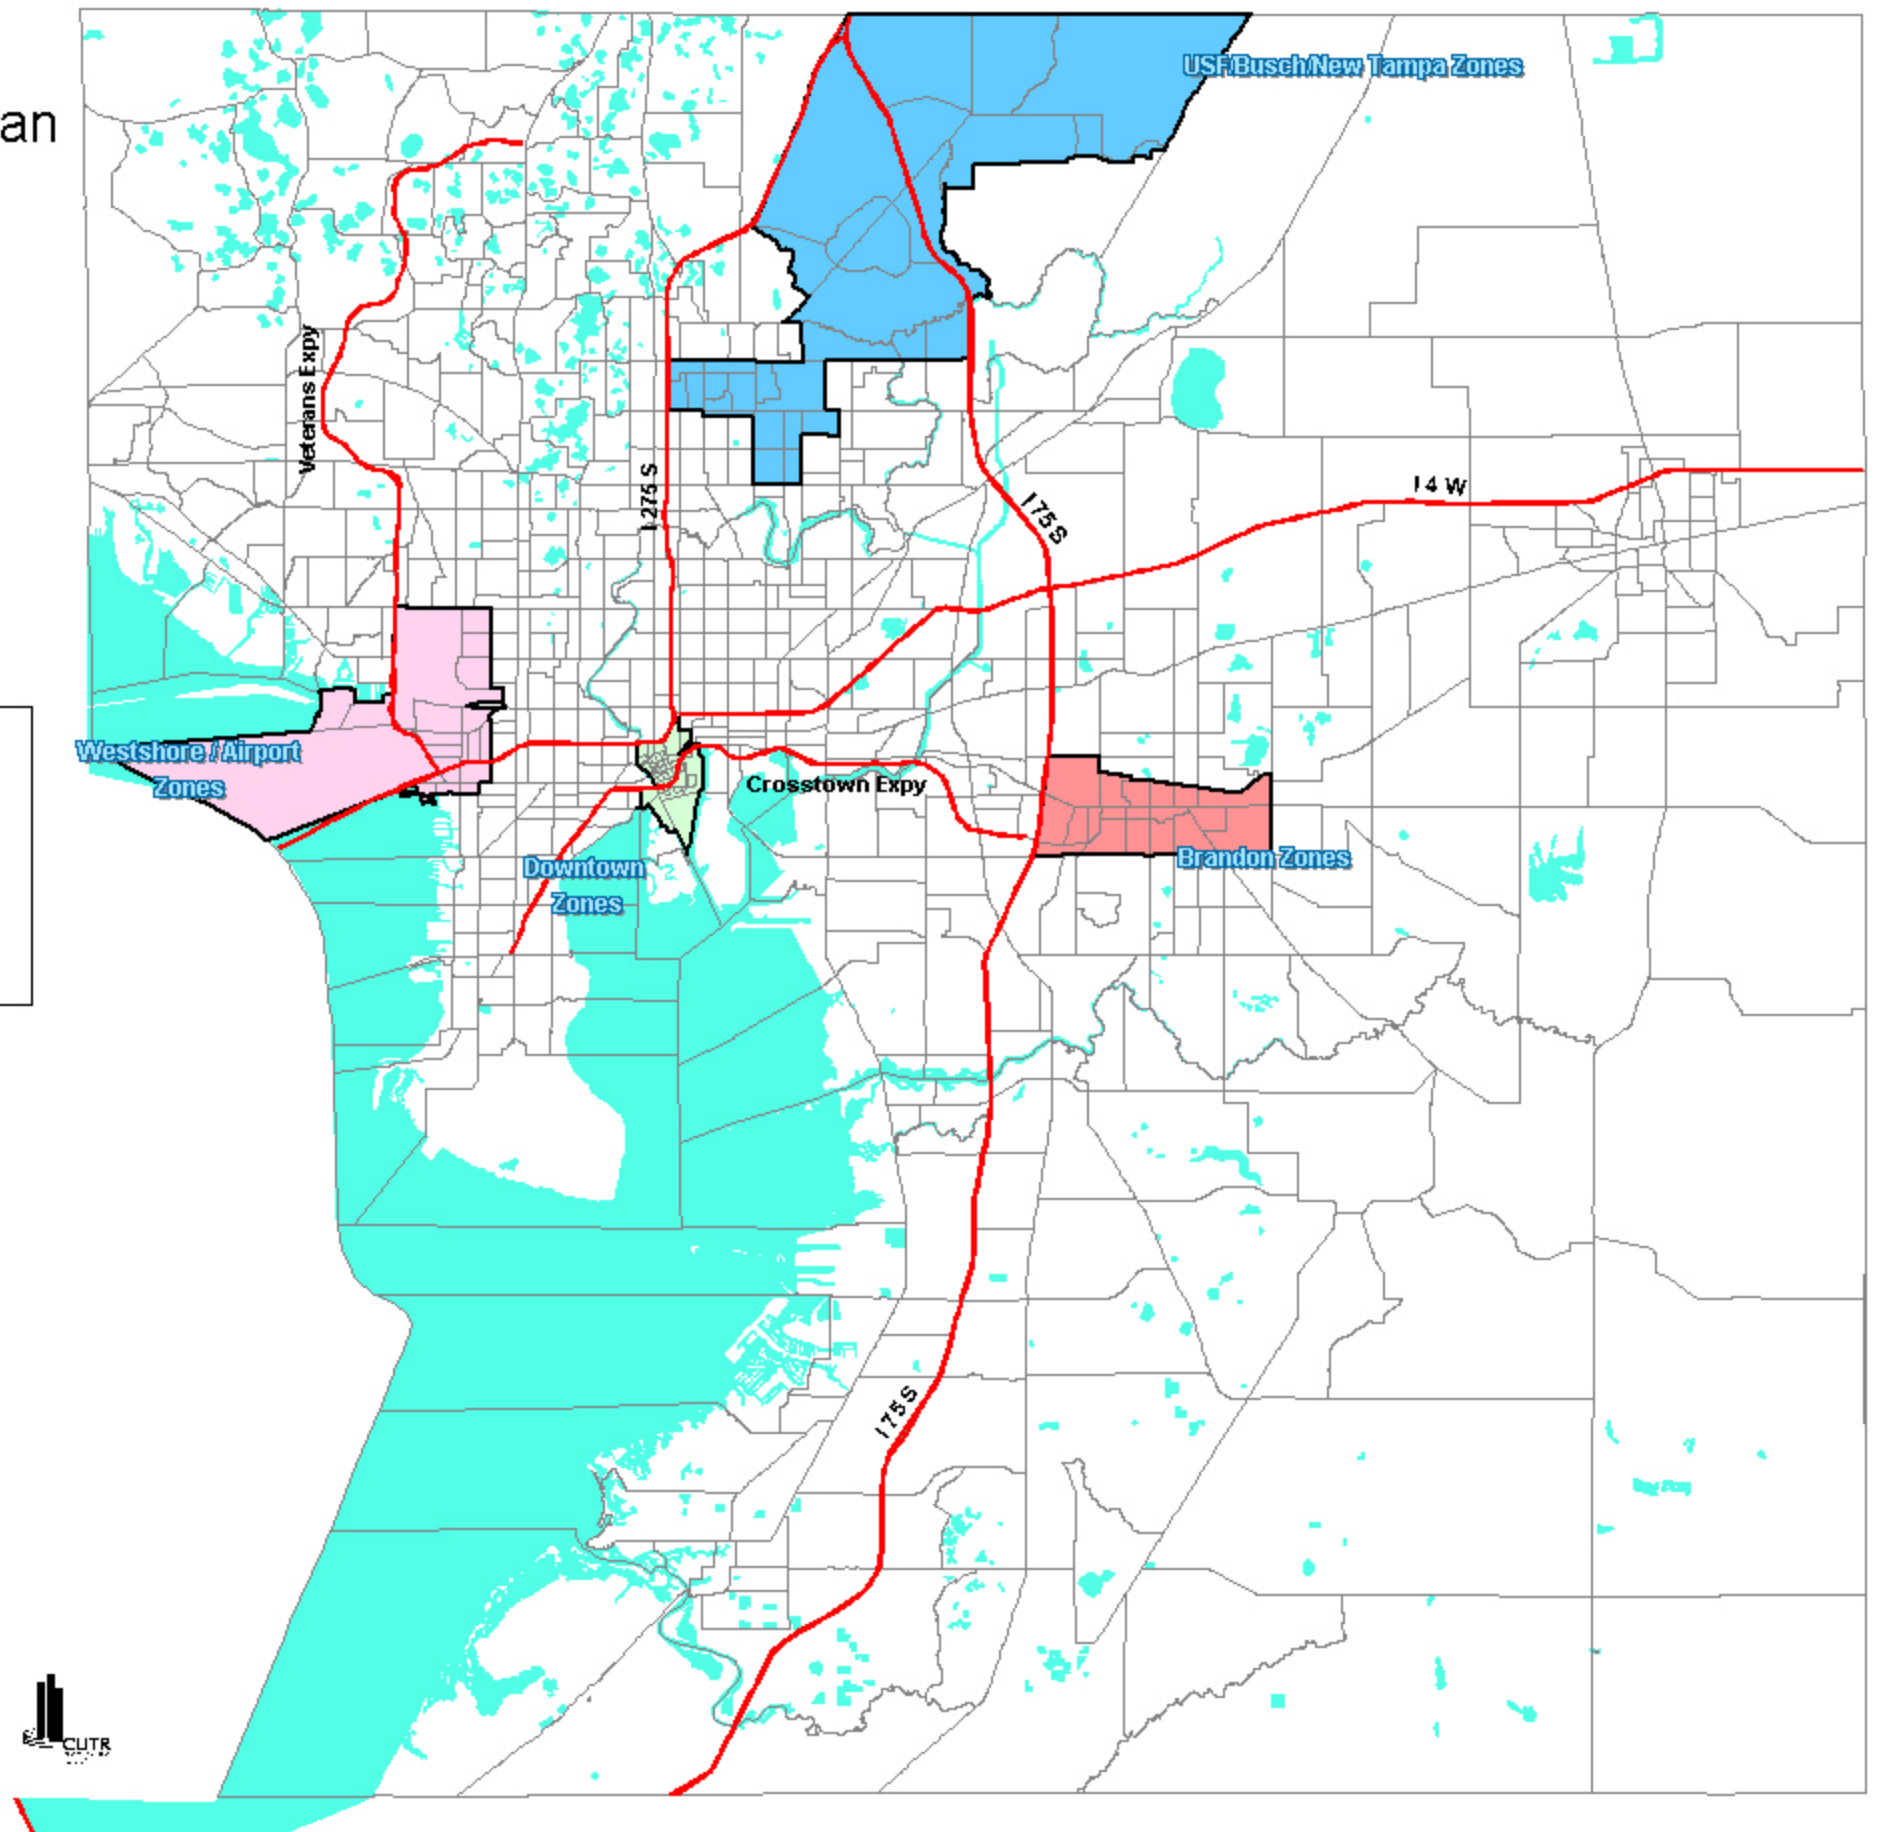 an
USF/Busch/New Tampa Zones
Veterans Expy
I 275 S
I 75 S
I 4 W
Westshore / Airport
Zones
Crosstown Expy
Downtown
Zones
Brandon Zones
I 75 S
CUTR